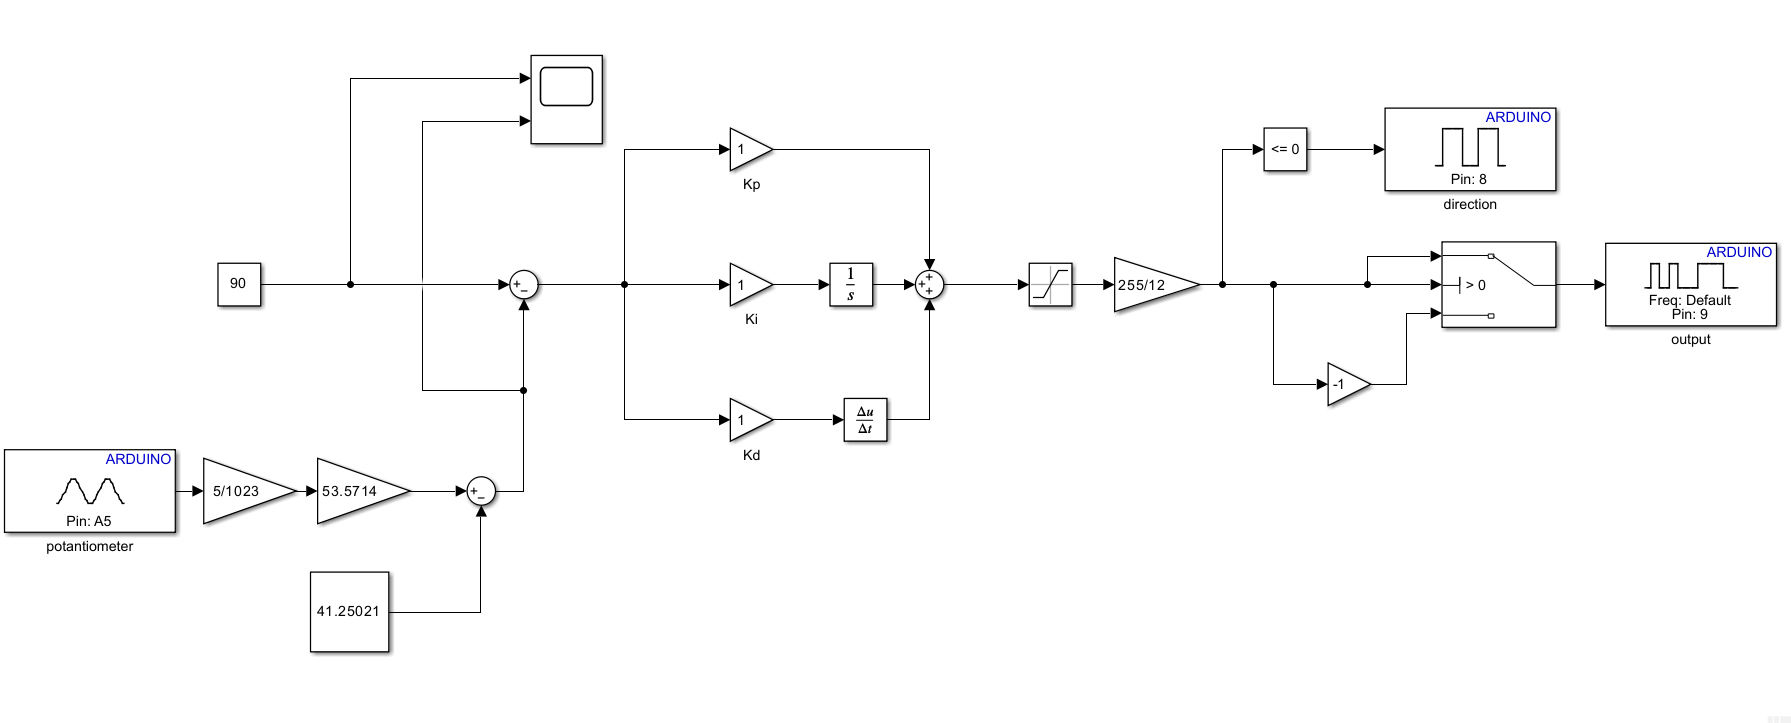 ARDUINO
1
<= 0
Pin: 8
Kp
direction
ARDUINO
90
+
−
1
1
s
+
+
+
255/12
> 0
Freq: Default
Pin: 9
Ki
output
-1
1
Δu
Δt
Kd
ARDUINO
5/1023
53.5714
+
−
Pin: A5
potantiometer
41.25021